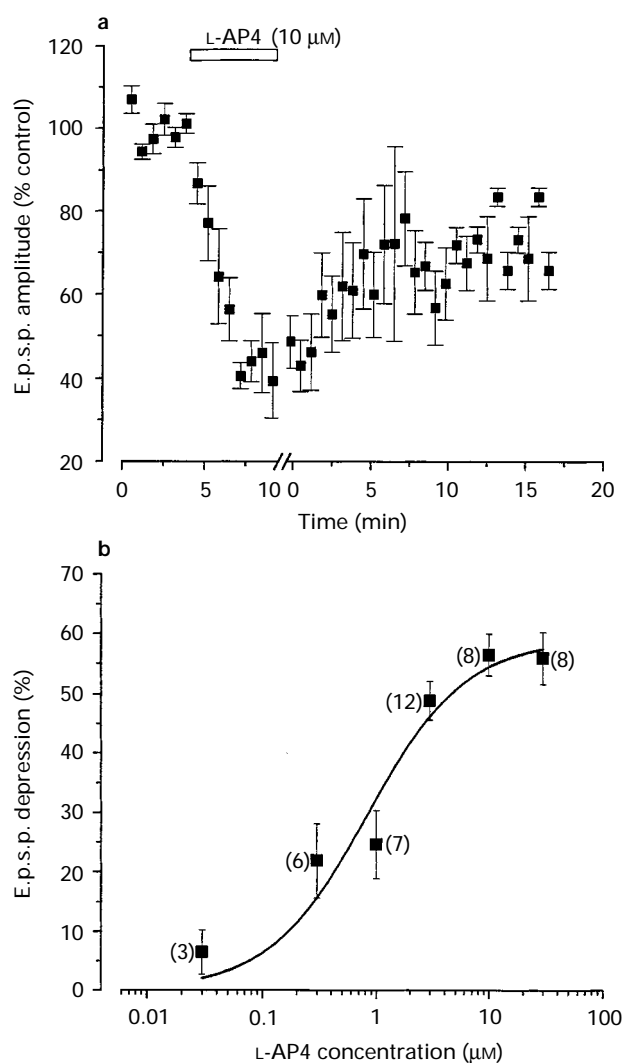 a
L-AP4 (10 μM)
120
100
80
60
40
20
E.p.s.p. amplitude (% control)
0 5 10 0 5 10 15 20
Time (min)
b
70
60
50
40
30
20
10
0
E.p.s.p. depression (%)
(3)
(6)
(7)
(12)
(8)
(8)
0.01 0.1 1 10 100
L-AP4 concentration (μM)